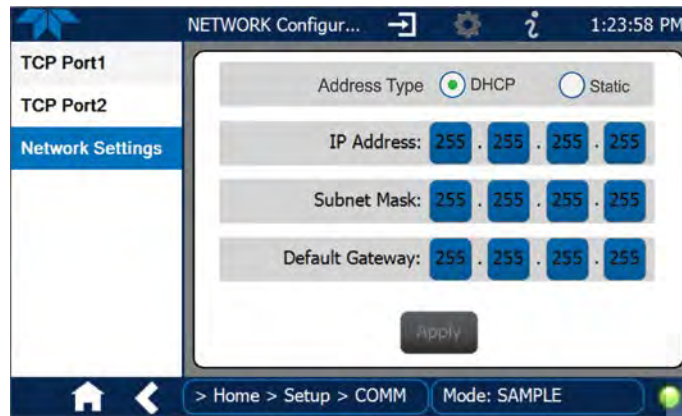 NETWORK Configur... 1:23:58 PM
TCP Port1
TCP Port2
Network Settings
Address Type DHCP Static
IP Address: 255 . 255 . 255 . 255
Subnet Mask: 255 . 255 . 255 . 255
Default Gateway: 255 . 255 . 255 . 255
Apply
> Home > Setup > COMM Mode: SAMPLE